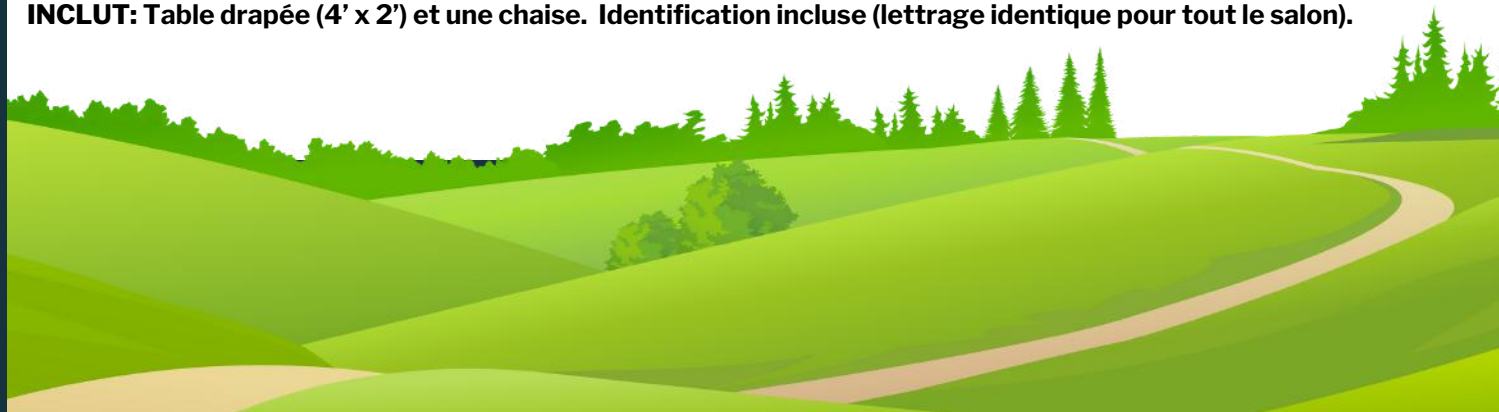 INCLUT: Table drapée (4’ x 2’) et une chaise. Identification incluse (lettrage identique pour tout le salon).